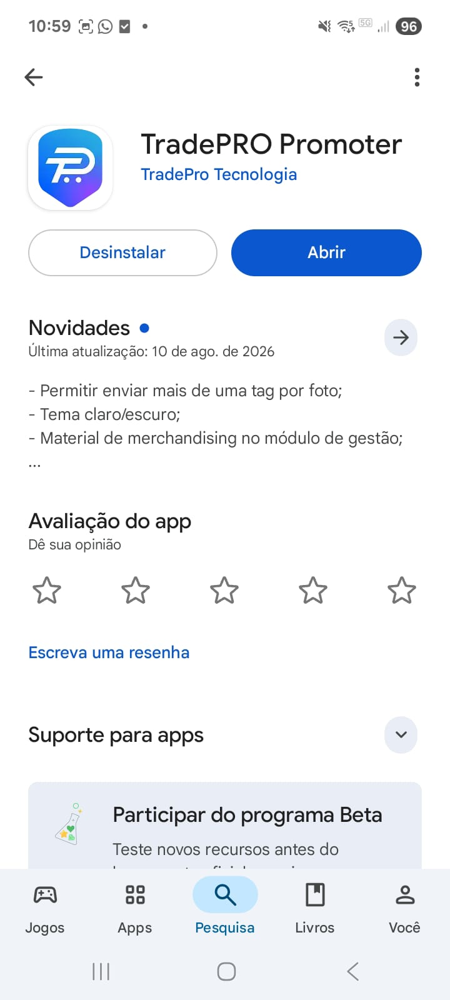 10:59
5G
96
TradePRO Promoter
TradePro Tecnologia
Desinstalar
Abrir
Novidades
Última atualização: 10 de ago. de 2026
- Permitir enviar mais de uma tag por foto;
- Tema claro/escuro;
- Material de merchandising no módulo de gestão;
...
Avaliação do app
Dê sua opinião
Escreva uma resenha
Suporte para apps
Participar do programa Beta
Teste novos recursos antes do
Jogos
Apps
Pesquisa
Livros
Você